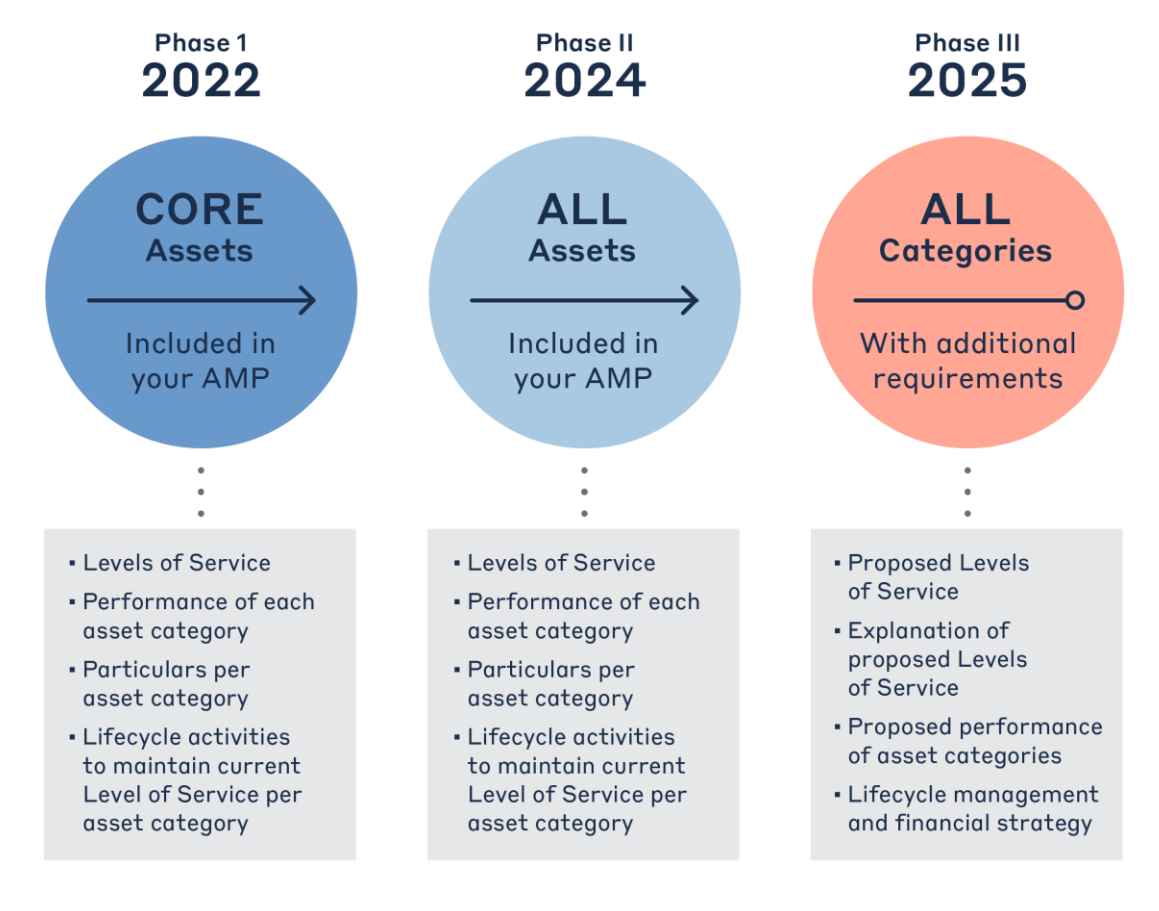 Phase 1
2022
CORE
Assets
Included in
your AMP
▪ Levels of Service
▪ Performance of each
asset category
▪ Particulars per
asset category
▪ Lifecycle activities
to maintain current
Level of Service per
asset category
Phase II
2024
ALL
Assets
Included in
your AMP
▪ Levels of Service
▪ Performance of each
asset category
▪ Particulars per
asset category
▪ Lifecycle activities
to maintain current
Level of Service per
asset category
Phase III
2025
ALL
Categories
With additional
requirements
▪ Proposed Levels
of Service
▪ Explanation of
proposed Levels
of Service
▪ Proposed performance
of asset categories
▪ Lifecycle management
and financial strategy